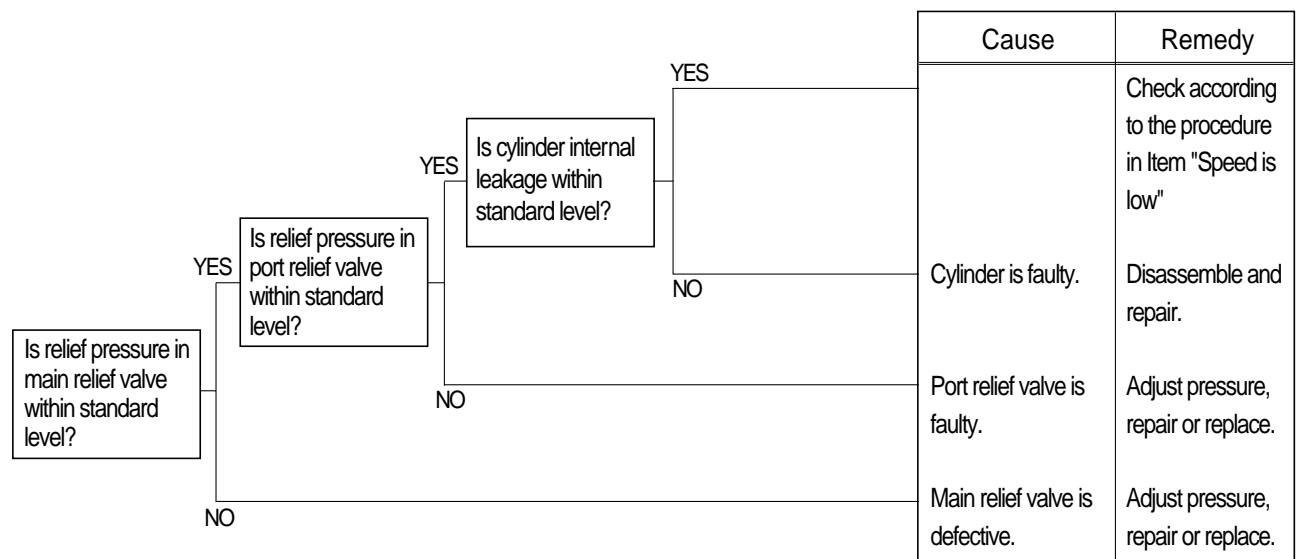 Cause
Remedy
YES
Check according
to the procedure
in Item "Speed is
low"
YES
Is cylinder internal
leakage within
standard level?
YES
Is relief pressure in
port relief valve
within standard
level?
NO
Cylinder is faulty.
Disassemble and
repair.
Is relief pressure in
main relief valve
within standard
level?
NO
Port relief valve is
faulty.
Adjust pressure,
repair or replace.
NO
Main relief valve is
defective.
Adjust pressure,
repair or replace.